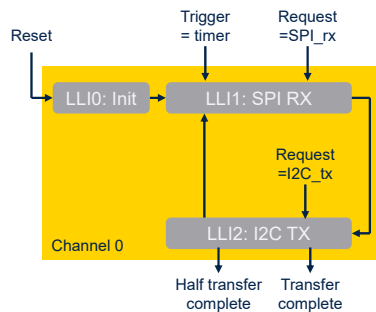 Reset
Trigger
= timer
Request
=SPI_rx
LLI0: Init
LLI1: SPI RX
Request
=I2C_tx
LLI2: I2C TX
Channel 0
Half transfer
complete
Transfer
complete